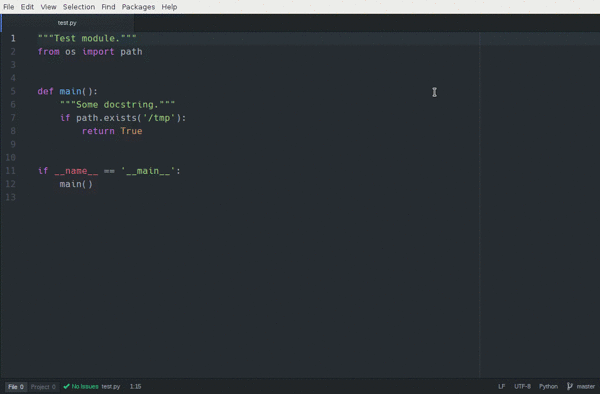 File Edit View Selection Find Packages Help
test.py
1 """Test module."""
2 from os import path
3
4
5 def main():
6     """Some docstring."""
7     if path.exists('/tmp'):
8         return True
9
10
11 if __name__ == '__main__':
12     main()
13
File 0 Project 0 No Issues test.py 1:15 LF UTF-8 Python master